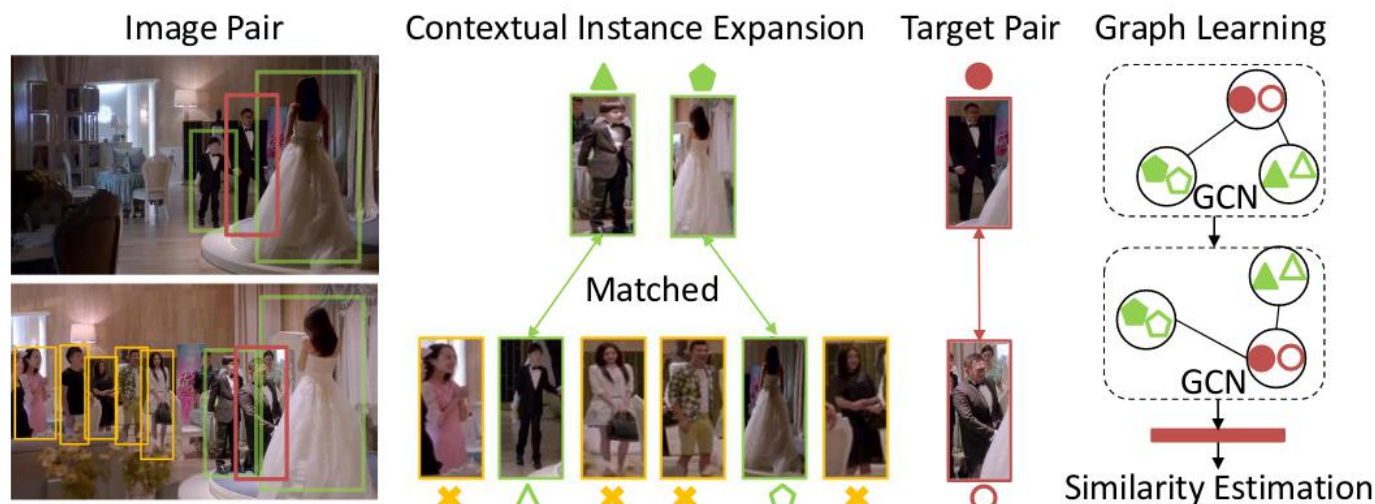 Image Pair
Contextual Instance Expansion
Target Pair
Graph Learning
Matched
GCN
GCN
Similarity Estimation